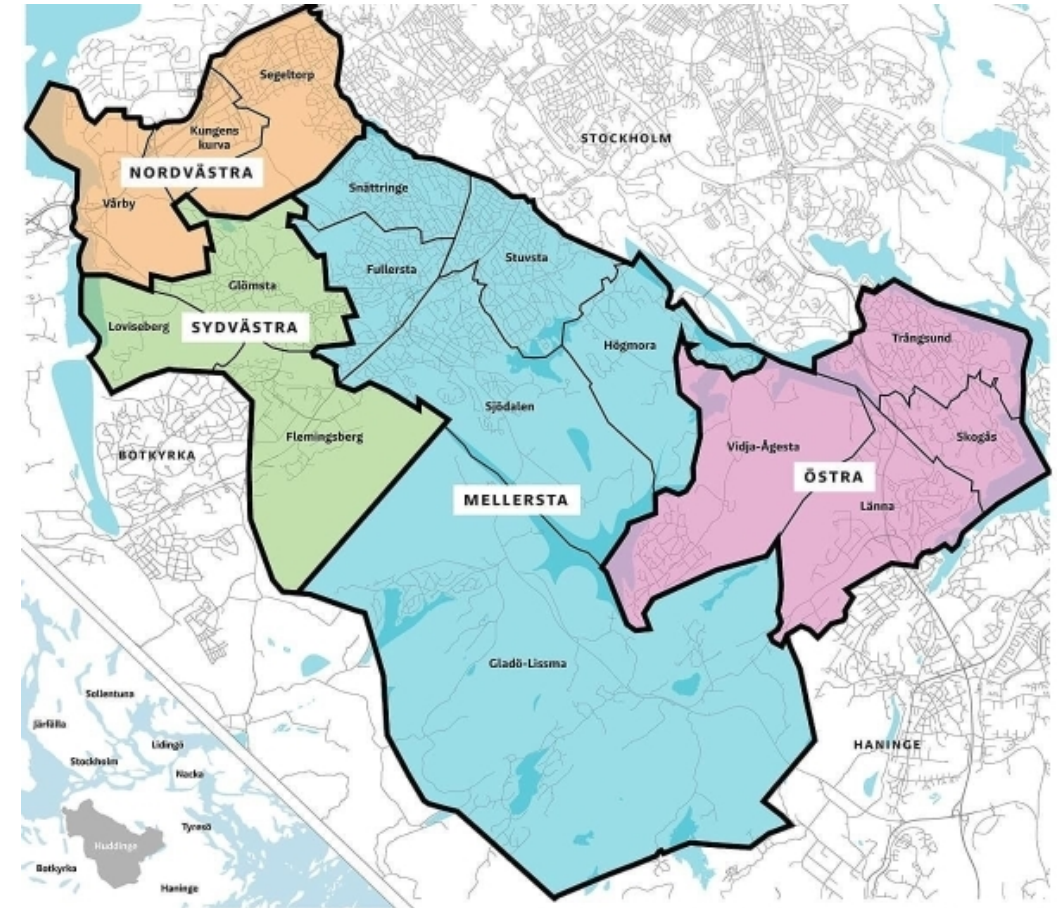 Segeltorp
Kungens
kurva
STOCKHOLM
NORDVÄSTRA
Snättringe
Vårby
Stuvsta
Fullersta
Glömsta
Loviseberg
SYDVÄSTRA
Högmora
Trångsund
Sjödalen
Flemingsberg
Vidja-Ågesta
Skogås
BOTKYRKA
ÖSTRA
MELLERSTA
Länna
Gladö-Lissma
HANINGE
Sollentuna
Järfälla
Lidingö
Stockholm
Nacka
Tyresö
Huddinge
Botkyrka
Haninge